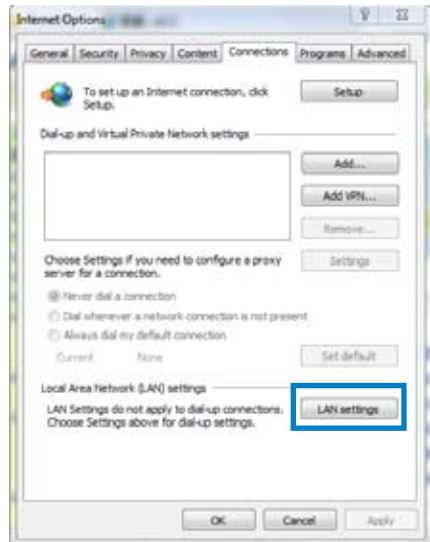 Internet Options
General Security Privacy Content Connections Programs Advanced
To set up an Internet connection, click
Setup.
Setup
Dial-up and Virtual Private Network settings
Add...
Add VPN...
Remove...
Choose Settings if you need to configure a proxy
server for a connection.
Settings
Never dial a connection
Dial whenever a network connection is not present
Always dial my default connection
Current None
Set default
Local Area Network (LAN) settings
LAN Settings do not apply to dial-up connections.
Choose Settings above for dial-up settings.
LAN settings
OK Cancel Apply